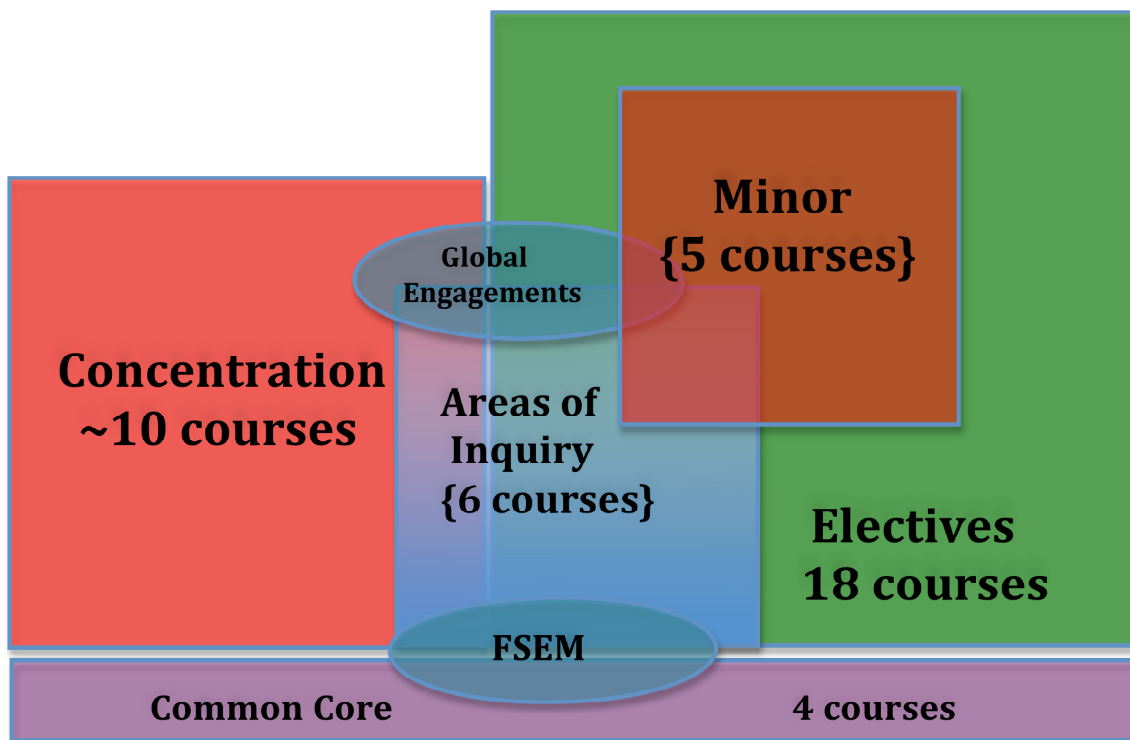 Minor
{5 courses}
Global
Engagements
Concentration
~10 courses
Areas of
Inquiry
{6 courses}
Electives
18 courses
FSEM
Common Core
4 courses